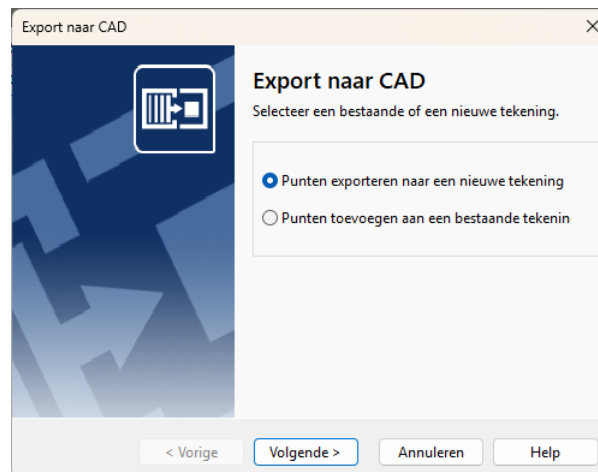 Export naar CAD
Export naar CAD
Selecteer een bestaande of een nieuwe tekening.
Punten exporteren naar een nieuwe tekening
Punten toevoegen aan een bestaande tekenin
< Vorige Volgende > Annuleren Help